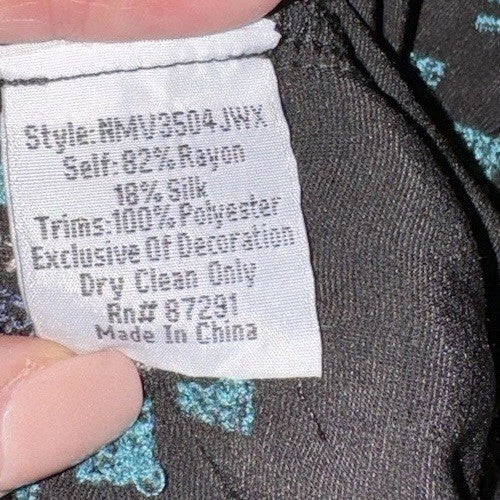 Style:NMV3504JWX
Self:82% Rayon
18% Silk
Trims:100% Polyester
Exclusive Of Decoration
Dry Clean Only
Rn# 87291
Made In China